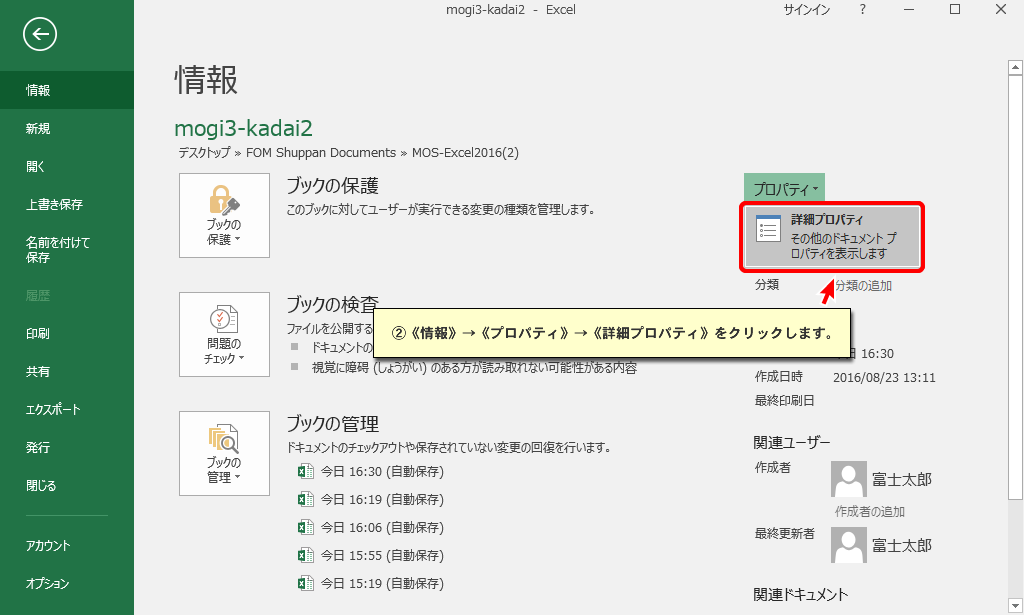 mogi3-kadai2 - Excel
サインイン ?
情報
新規
開く
上書き保存
名前を付けて
保存
履歴
印刷
共有
エクスポート
発行
閉じる
アカウント
オプション
情報
mogi3-kadai2
デスクトップ » FOM Shuppan Documents » MOS-Excel2016(2)
ブックの
保護
ブックの保護
このブックに対してユーザーが実行できる変更の種類を管理します。
問題の
チェック
ブックの検査
ファイルを公開する
ドキュメントの
視覚に障碍 (しょうがい) のある方が読み取れない可能性がある内容
ブックの
管理
ブックの管理
ドキュメントのチェックアウトや保存されていない変更の回復を行います。
今日 16:30 (自動保存)
今日 16:19 (自動保存)
今日 16:06 (自動保存)
今日 15:55 (自動保存)
今日 15:19 (自動保存)
プロパティ
詳細プロパティ
その他のドキュメント プ
ロパティを表示します
分類 分類の追加
②《情報》→《プロパティ》→《詳細プロパティ》をクリックします。
日 16:30
作成日時 2016/08/23 13:11
最終印刷日
関連ユーザー
作成者 富士太郎
作成者の追加
最終更新者 富士太郎
関連ドキュメント